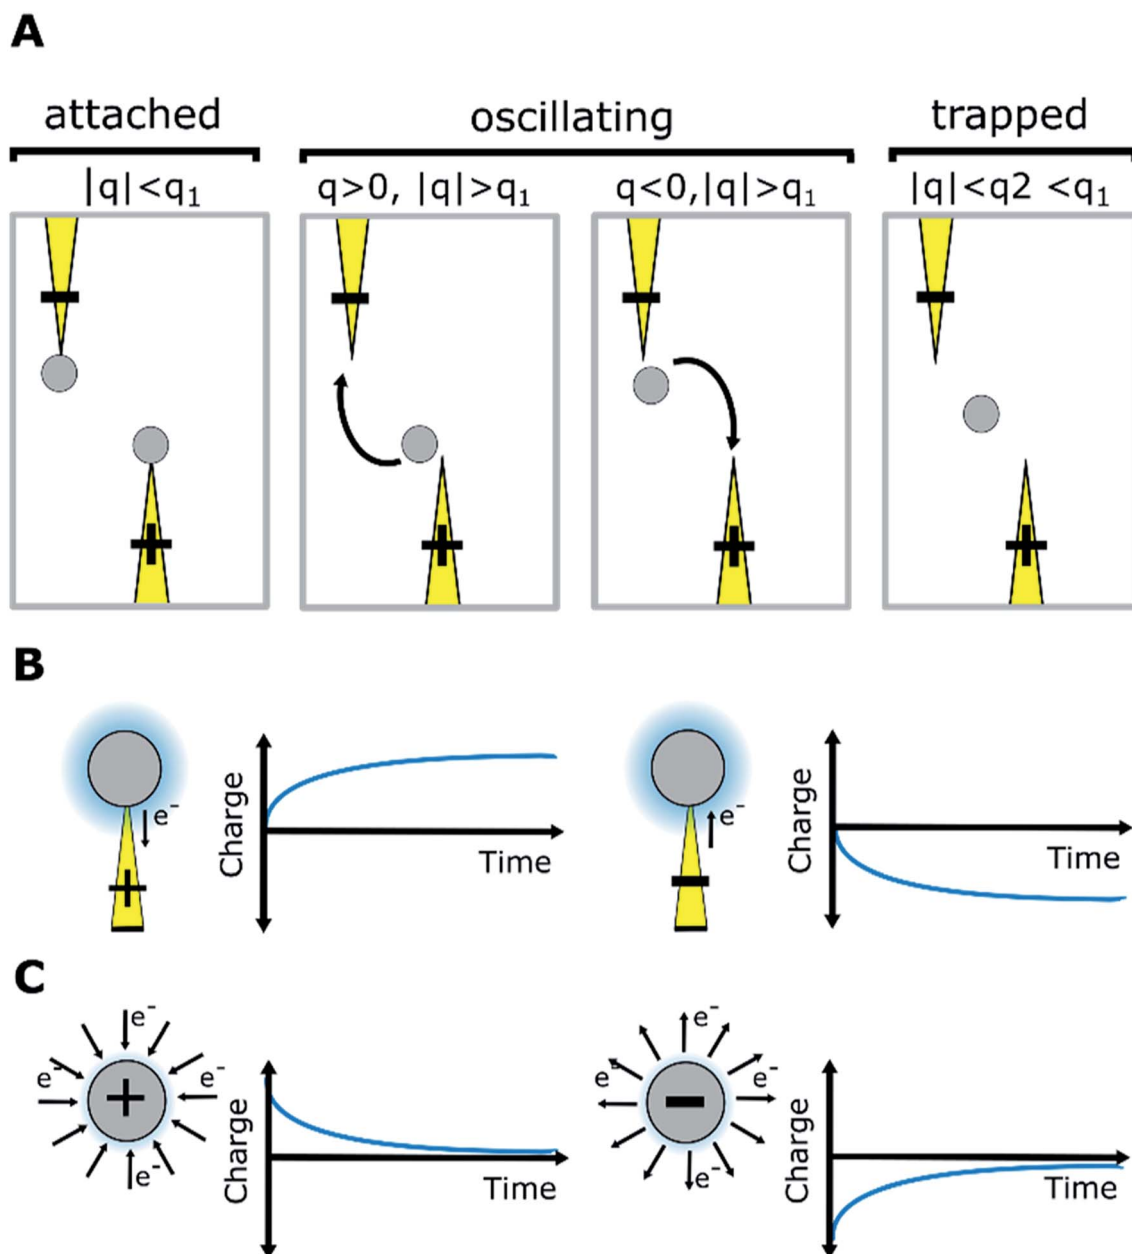 A
attached
oscillating
trapped
|q|<q₁
q>0, |q|>q₁
q<0,|q|>q₁
|q|<q2 <q₁
−
+
−
+
−
+
−
+
B
e⁻
+
Charge
Time
e⁻
−
Charge
Time
C
e⁻
e⁻
e⁻
e⁻
+
Charge
Time
e⁻
e⁻
e⁻
e⁻
−
Charge
Time